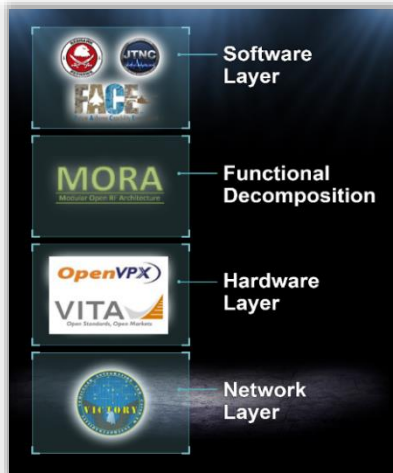 JTNC
Software
Layer
FACE
MORA
Modular Open RF Architecture
Functional
Decomposition
OpenVPX
VITA
Open Standards, Open Markets
Hardware
Layer
VICTORY
Network
Layer